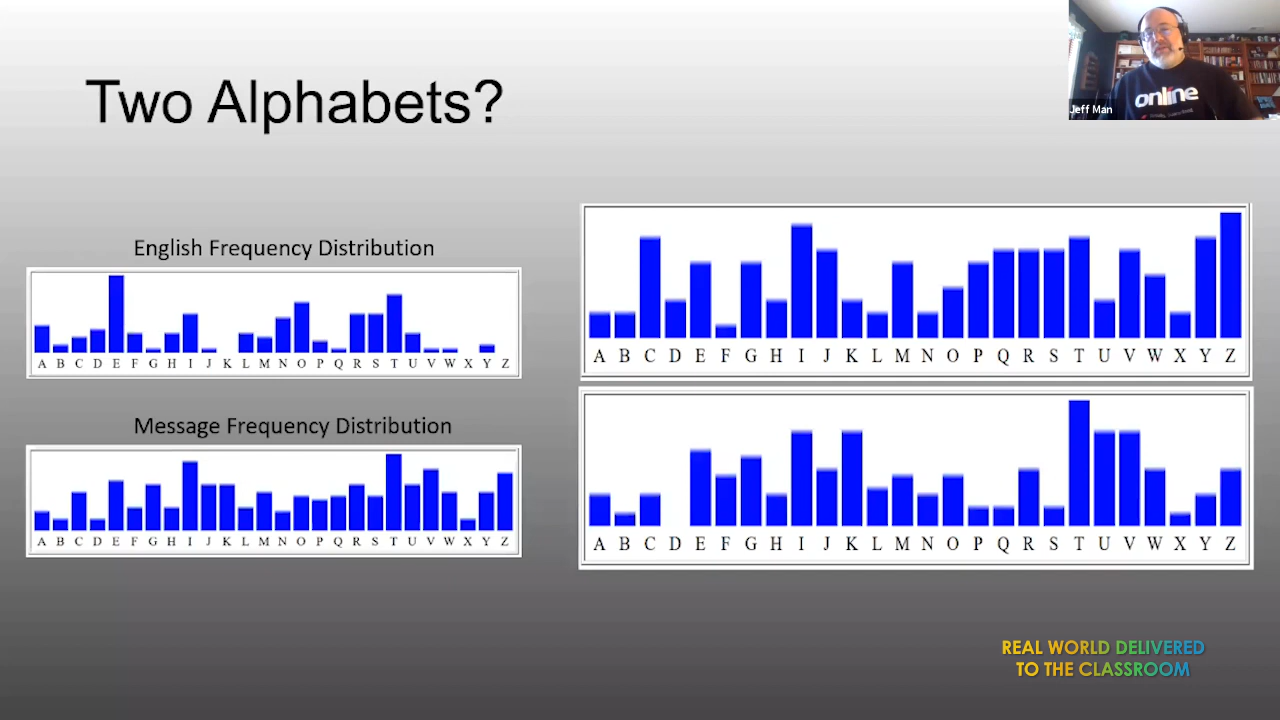 Two Alphabets?
online
Jeff Man
English Frequency Distribution
A B C D E F G H I J K L M N O P Q R S T U V W X Y Z
Message Frequency Distribution
A B C D E F G H I J K L M N O P Q R S T U V W X Y Z
A B C D E F G H I J K L M N O P Q R S T U V W X Y Z
A B C D E F G H I J K L M N O P Q R S T U V W X Y Z
REAL WORLD DELIVERED
TO THE CLASSROOM